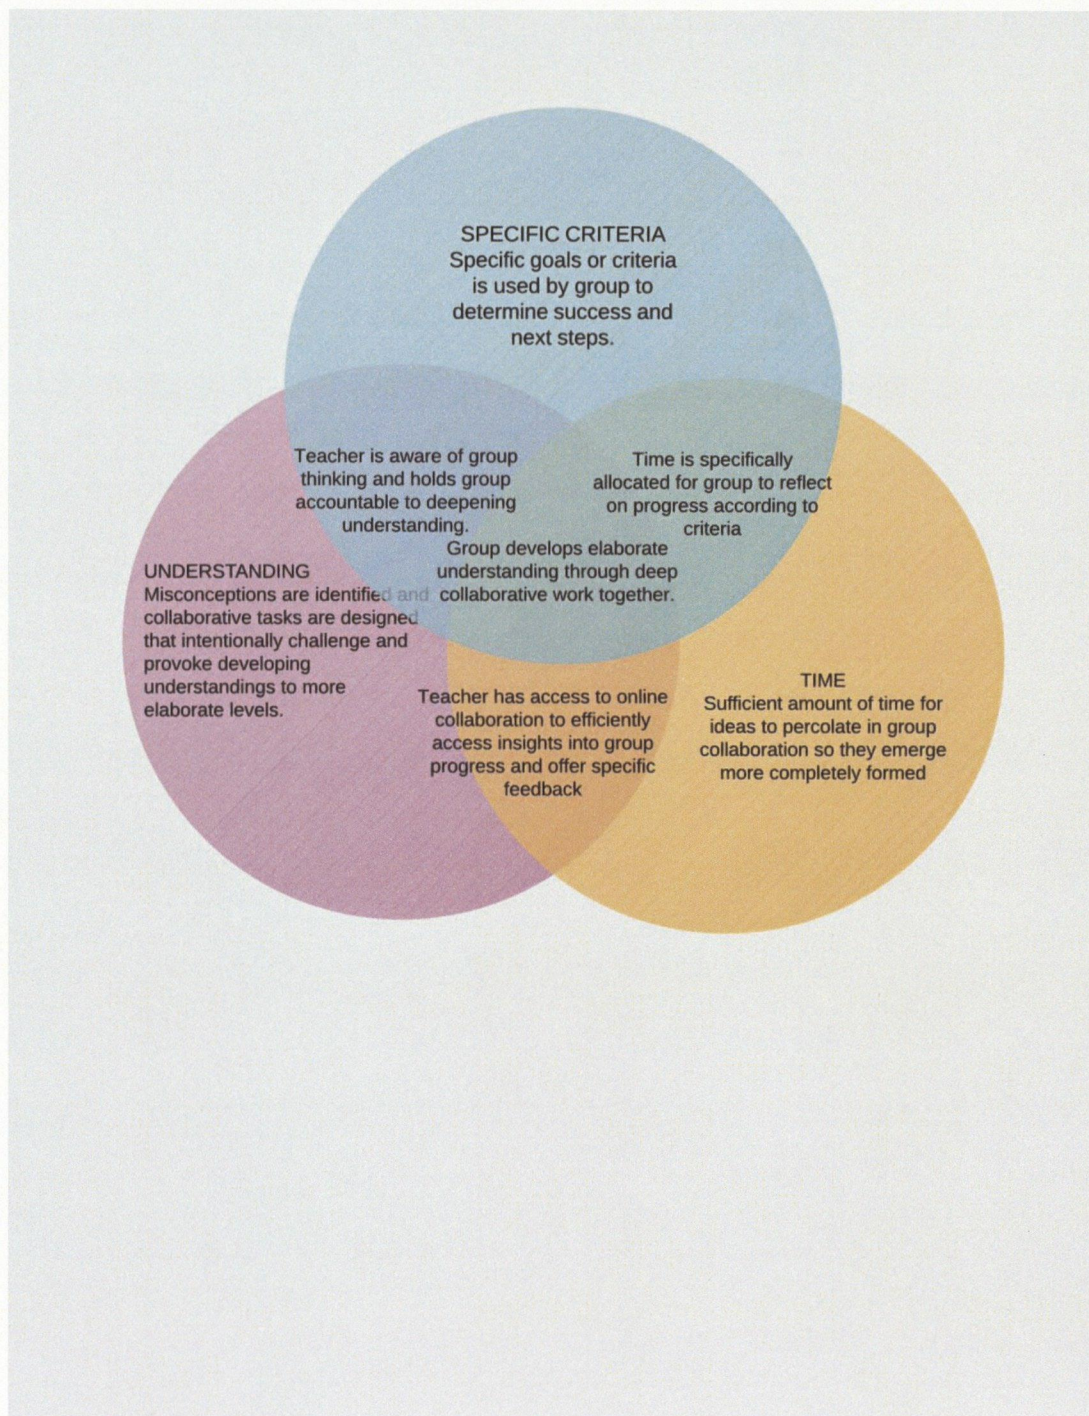 SPECIFIC CRITERIA
Specific goals or criteria
is used by group to
determine success and
next steps.
Teacher is aware of group
thinking and holds group
accountable to deepening
understanding.
Time is specifically
allocated for group to reflect
on progress according to
criteria
Group develops elaborate
understanding through deep
collaborative work together.
UNDERSTANDING
Misconceptions are identified and
collaborative tasks are designed
that intentionally challenge and
provoke developing
understandings to more
elaborate levels.
Teacher has access to online
collaboration to efficiently
access insights into group
progress and offer specific
feedback
TIME
Sufficient amount of time for
ideas to percolate in group
collaboration so they emerge
more completely formed